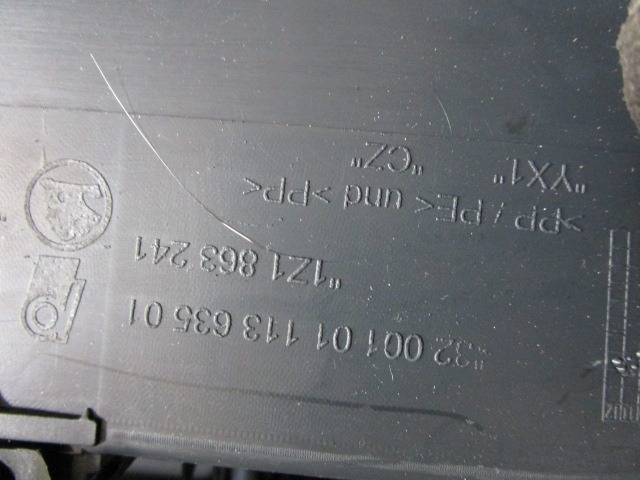 "32 001 01 113 635 01
"1Z1 863 241
>PP / PE< und >PP<
"YX1" "CZ"